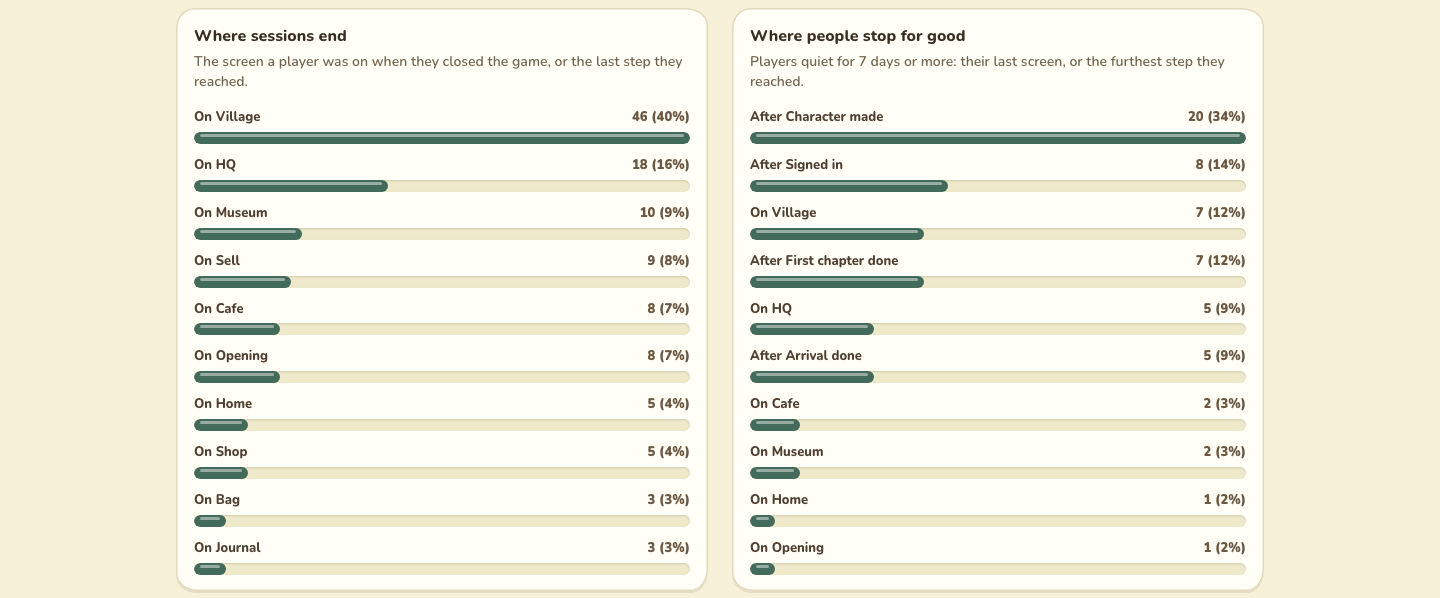 Where sessions end
The screen a player was on when they closed the game, or the last step they
reached.
On Village 46 (40%)
On HQ 18 (16%)
On Museum 10 (9%)
On Sell 9 (8%)
On Cafe 8 (7%)
On Opening 8 (7%)
On Home 5 (4%)
On Shop 5 (4%)
On Bag 3 (3%)
On Journal 3 (3%)
Where people stop for good
Players quiet for 7 days or more: their last screen, or the furthest step they
reached.
After Character made 20 (34%)
After Signed in 8 (14%)
On Village 7 (12%)
After First chapter done 7 (12%)
On HQ 5 (9%)
After Arrival done 5 (9%)
On Cafe 2 (3%)
On Museum 2 (3%)
On Home 1 (2%)
On Opening 1 (2%)